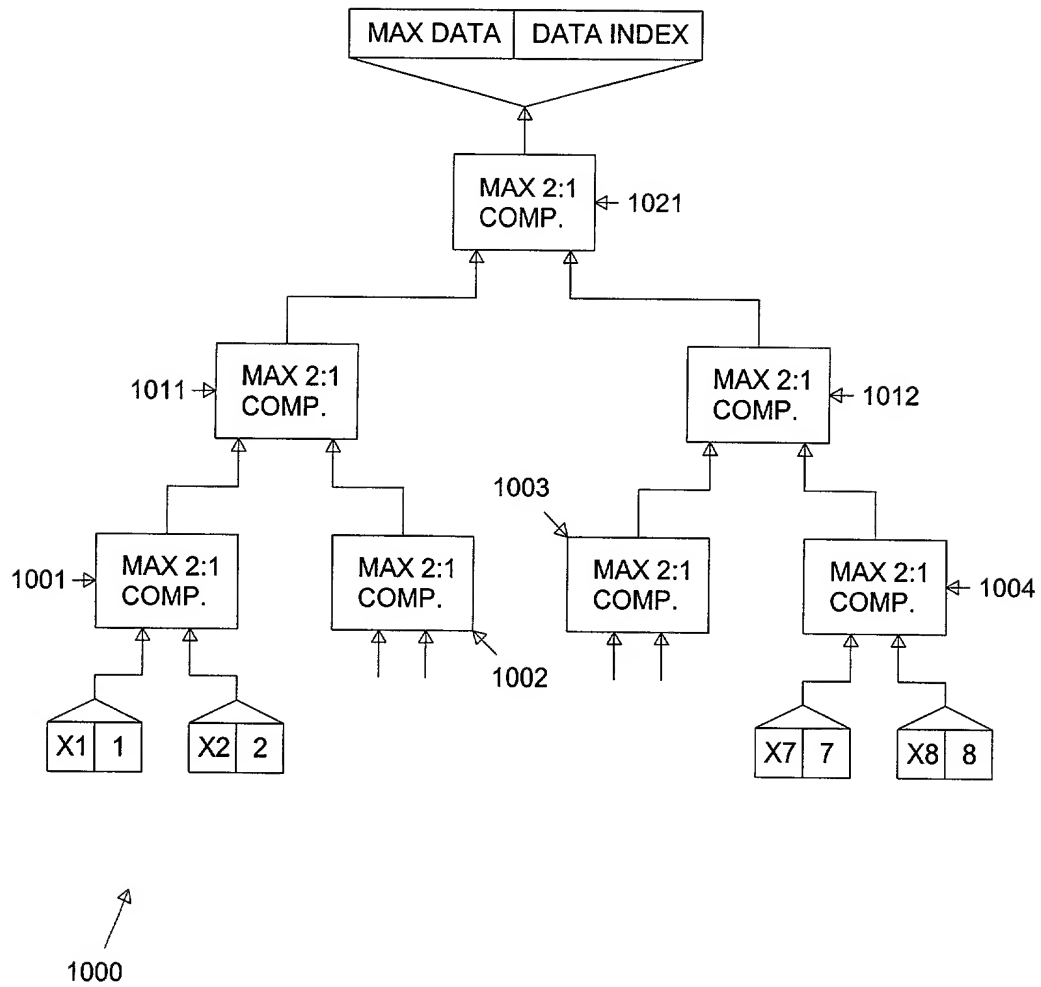 MAX DATA DATA INDEX
MAX 2:1
COMP.
1021
1011
MAX 2:1
COMP.
MAX 2:1
COMP.
1012
1003
1001
MAX 2:1
COMP.
MAX 2:1
COMP.
MAX 2:1
COMP.
MAX 2:1
COMP.
1004
1002
X1 1
X2 2
X7 7
X8 8
1000